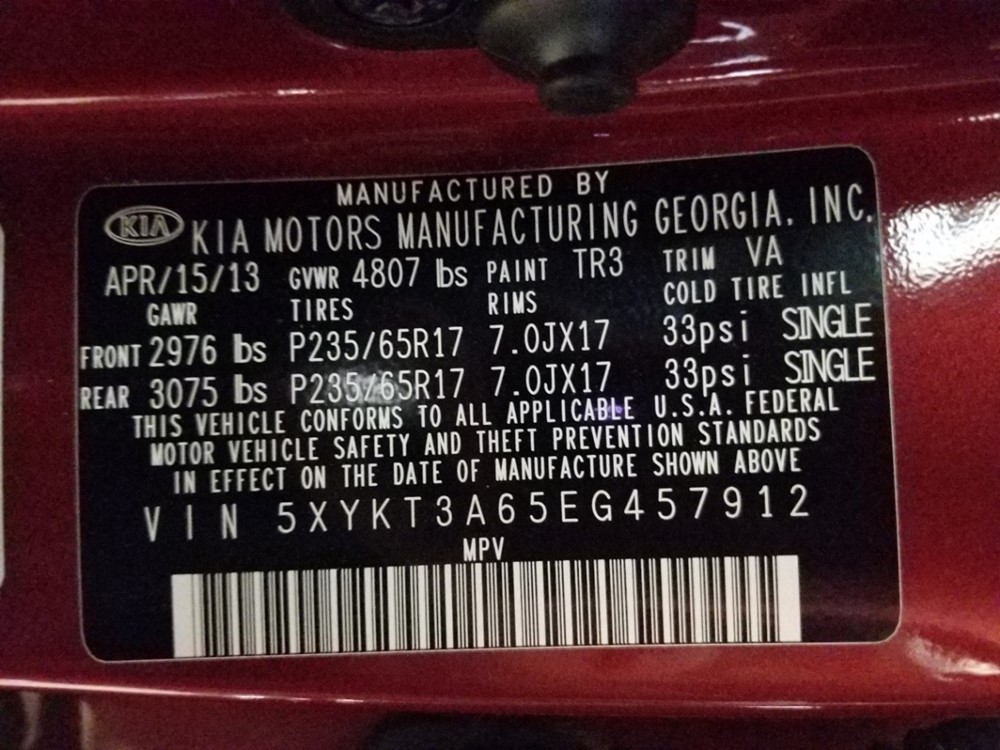 MANUFACTURED BY
KIA KIA MOTORS MANUFACTURING GEORGIA, INC.
APR/15/13 GVWR 4807 lbs PAINT TR3 TRIM VA
GAWR TIRES RIMS COLD TIRE INFL
FRONT 2976 lbs P235/65R17 7.0JX17 33psi SINGLE
REAR 3075 lbs P235/65R17 7.0JX17 33psi SINGLE
THIS VEHICLE CONFORMS TO ALL APPLICABLE U.S.A. FEDERAL
MOTOR VEHICLE SAFETY AND THEFT PREVENTION STANDARDS
IN EFFECT ON THE DATE OF MANUFACTURE SHOWN ABOVE
VIN 5XYKT3A65EG457912
MPV